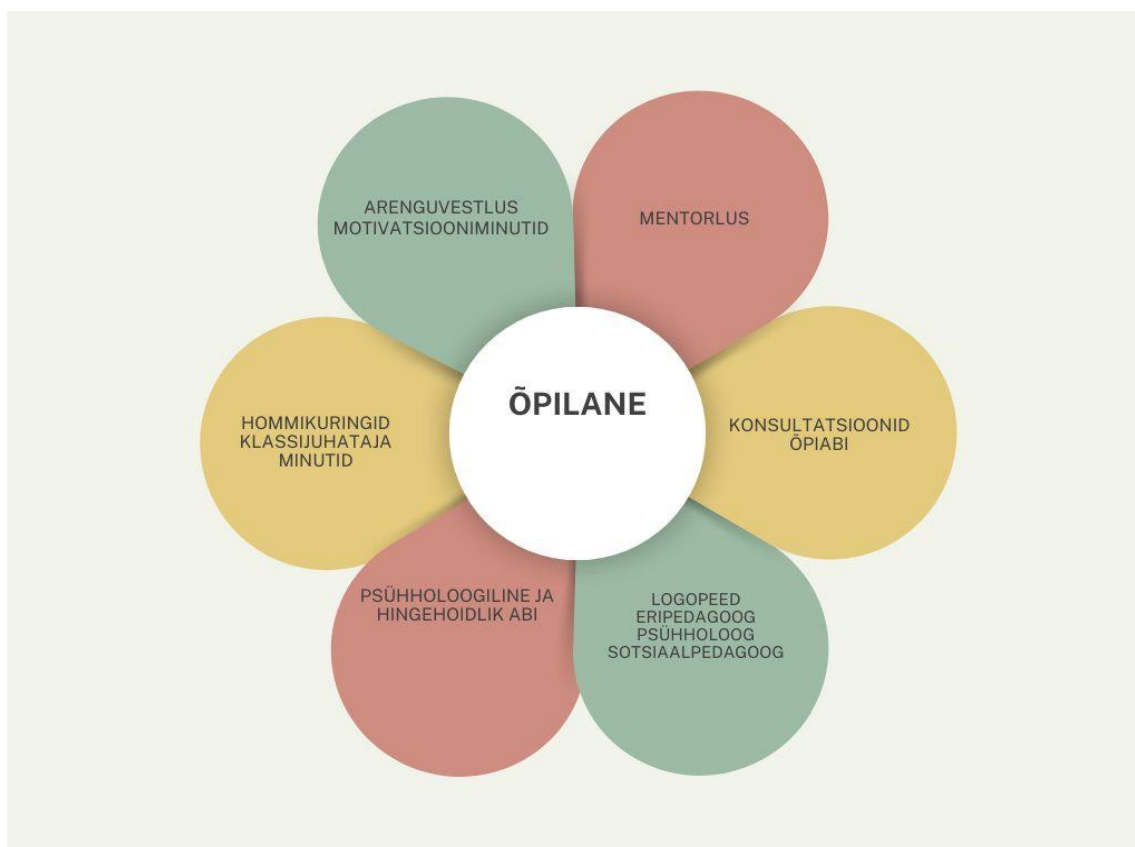 ARENGUVESTLUS
MOTIVATSIOONIMINUTID
MENTORLUS
ÕPILANE
HOMMIKURINGID
KLASSIJUHATAJA
MINUTID
KONSULTATSIOONID
ÕPIABI
PSÜHHOLOOGILINE JA
HINGEHOIDLIK ABI
LOGOPEED
ERIPEDAGOOG
PSÜHHOLOOG
SOTSIAALPEDAGOOG